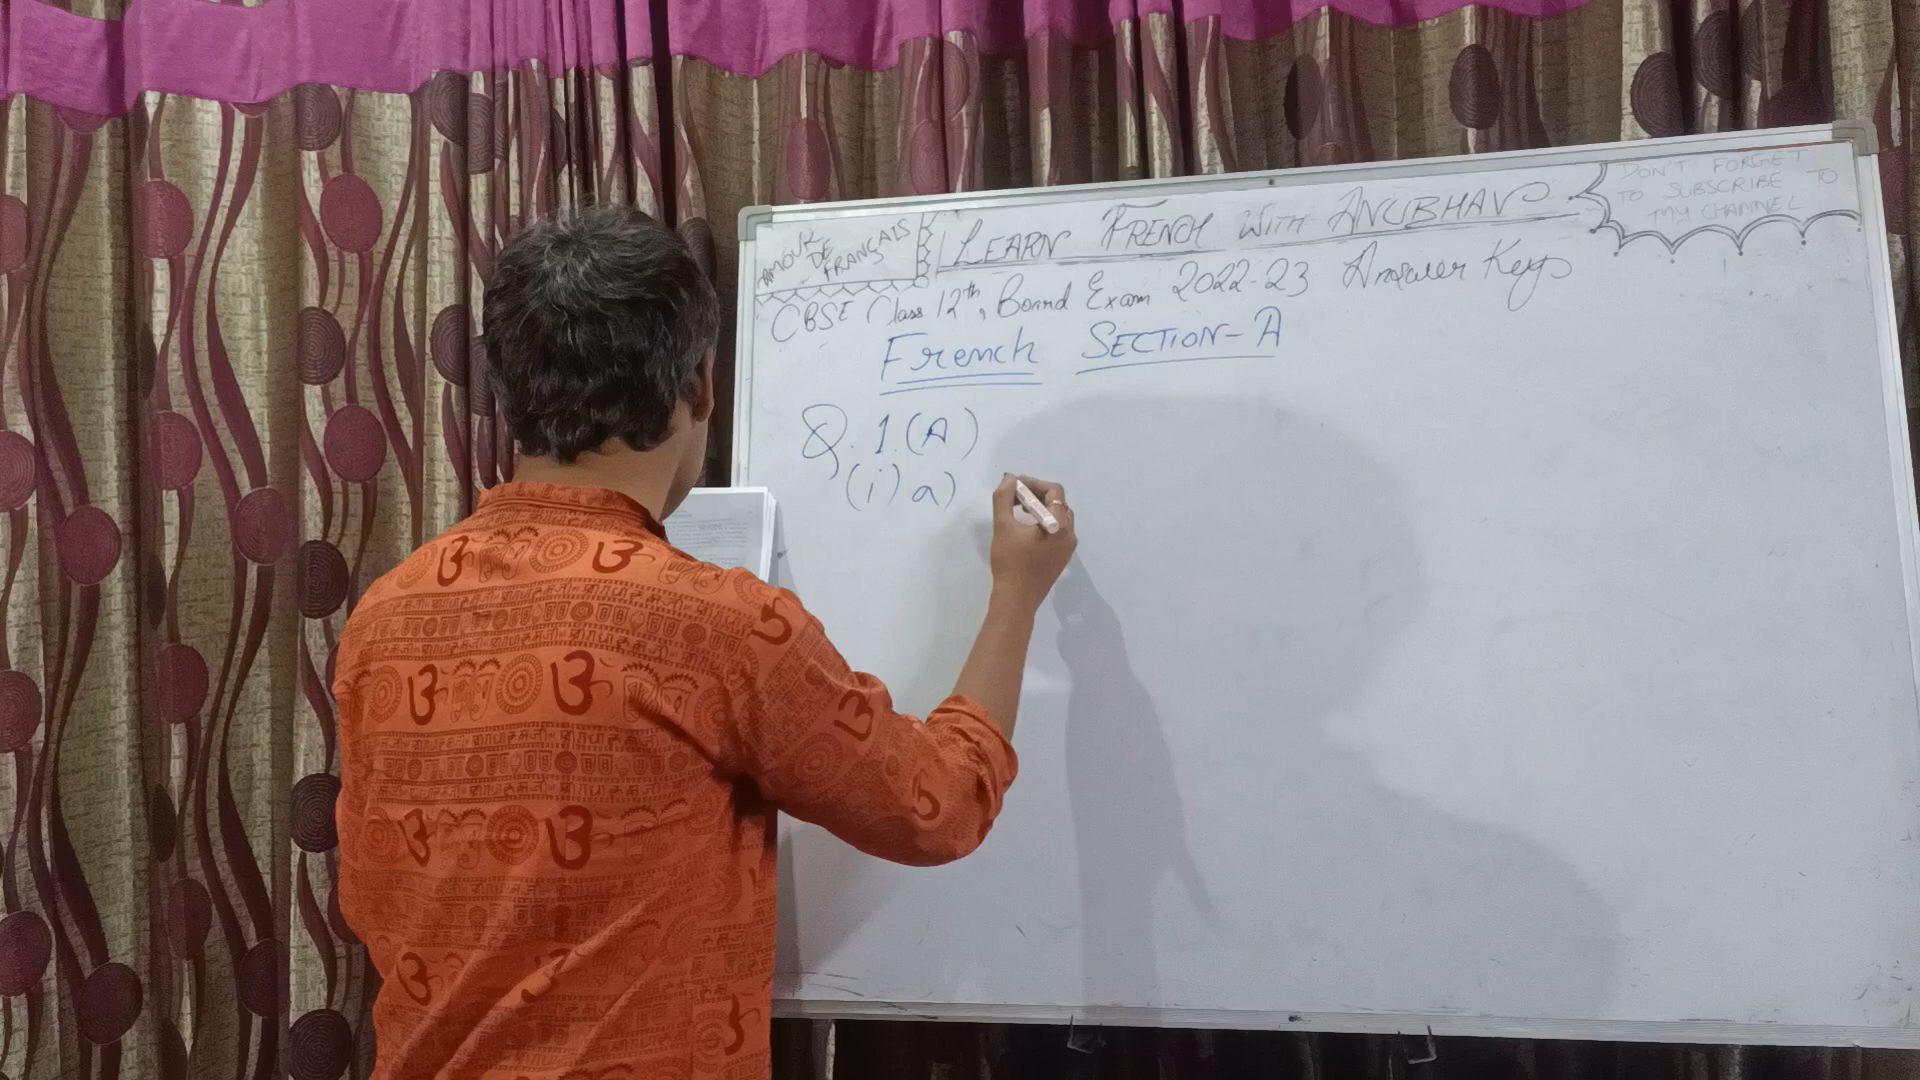 AMOUR
DE
FRANÇAIS
LEARN FRENCH WITH ANUBHAV
DON'T FORGET
TO SUBSCRIBE TO
MY CHANNEL
CBSE Class 12th, Board Exam 2022-23 Answer Keys
French SECTION-A
Q.1.(A)
(i) a)